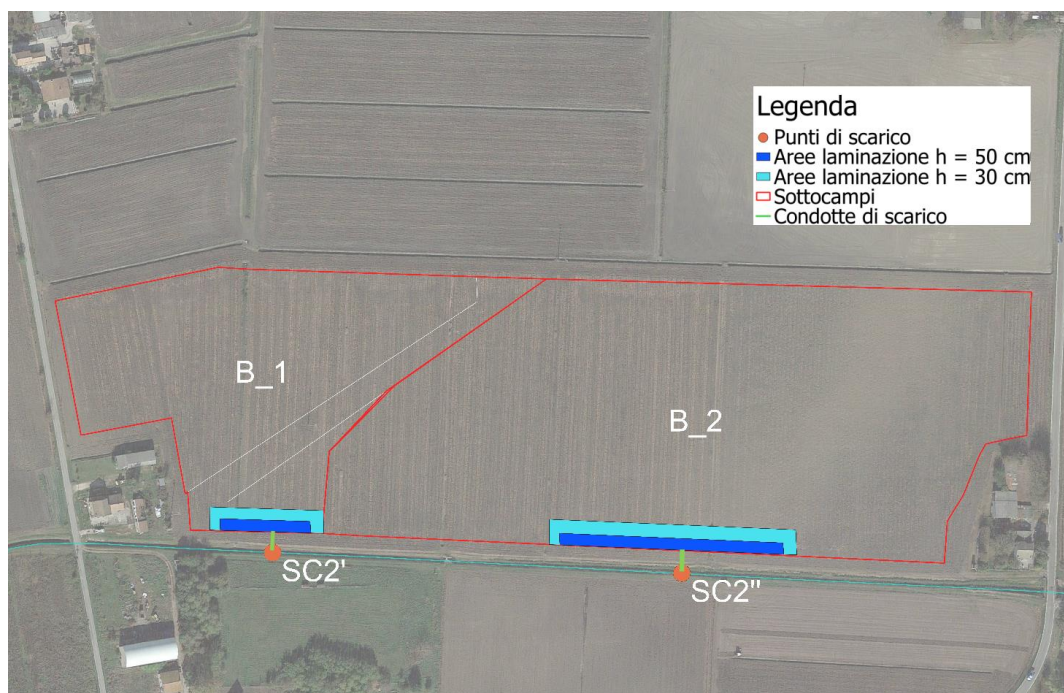 Legenda
Punti di scarico
Aree laminazione h = 50 cm
Aree laminazione h = 30 cm
Sottocampi
Condotte di scarico
B_1
B_2
SC2'
SC2"